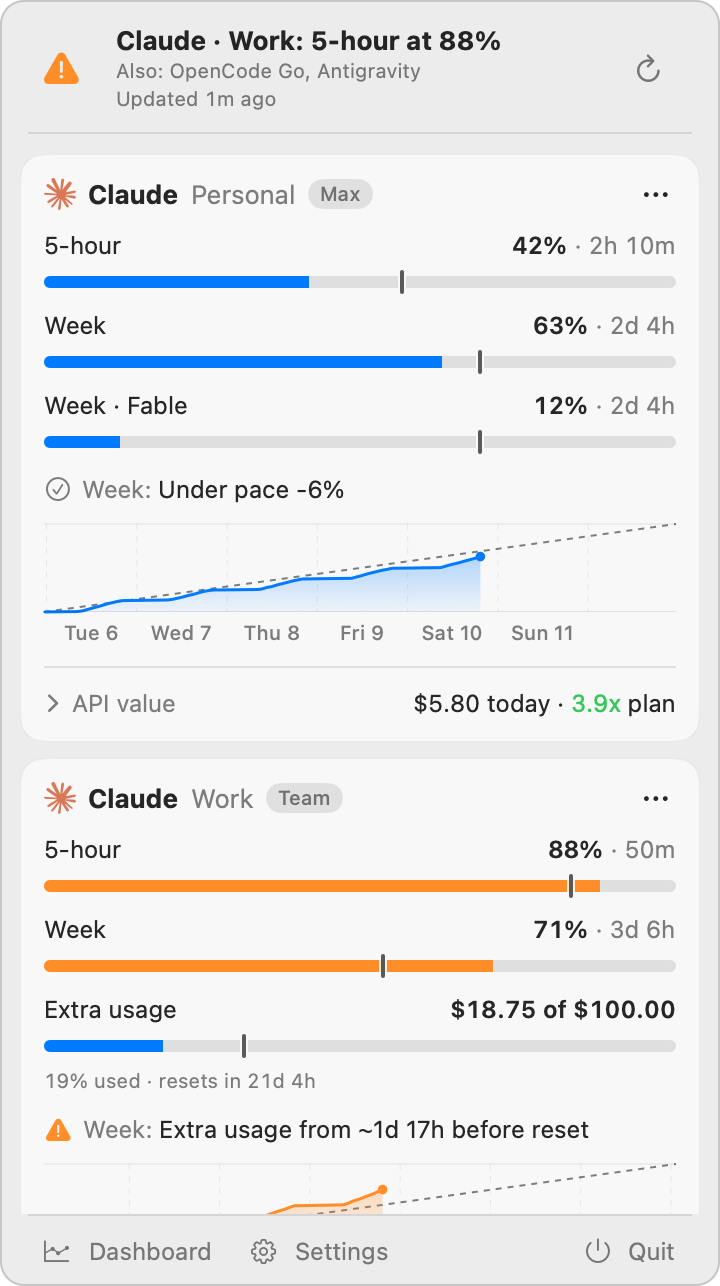 Claude · Work: 5-hour at 88%
Also: OpenCode Go, Antigravity
Updated 1m ago
Claude Personal Max
5-hour 42% · 2h 10m
Week 63% · 2d 4h
Week · Fable 12% · 2d 4h
Week: Under pace -6%
Tue 6 Wed 7 Thu 8 Fri 9 Sat 10 Sun 11
API value $5.80 today · 3.9x plan
Claude Work Team
5-hour 88% · 50m
Week 71% · 3d 6h
Extra usage $18.75 of $100.00
19% used · resets in 21d 4h
Week: Extra usage from ~1d 17h before reset
Dashboard Settings Quit